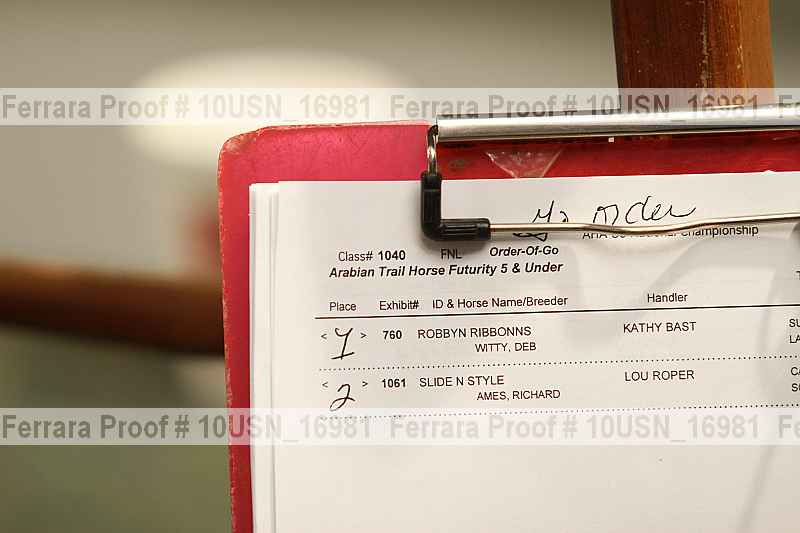 Ferrara Proof # 10USN_16981 Ferrara Proof # 10USN_16981
order
Championship
Class# 1040 FNL Order-Of-Go
Arabian Trail Horse Futurity 5 & Under
Place Exhibit# ID & Horse Name/Breeder Handler
< 1 > 760 ROBBYN RIBBONNS KATHY BAST
WITTY, DEB
< 2 > 1061 SLIDE N STYLE LOU ROPER
AMES, RICHARD
Ferrara Proof # 10USN_16981 Ferrara Proof # 10USN_16981